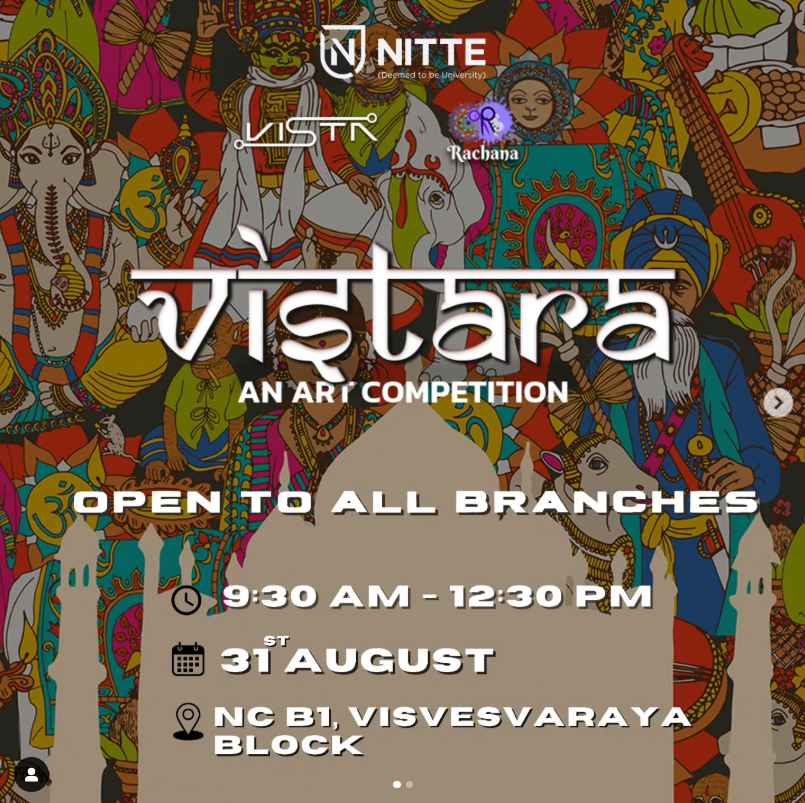 NITTE
(Deemed to be University)
VISTA
R
Rachana
vistara
AN ART COMPETITION
OPEN TO ALL BRANCHES
9:30 AM - 12:30 PM
31ST AUGUST
NC B1, VISVESVARAYA
BLOCK